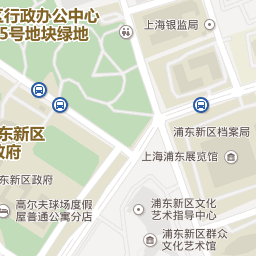 区行政办公中心
5号地块绿地
上海银监局
东新区
政府
浦东新区档案局
上海浦东展览馆
东新区政府
高尔夫球场度假
屋普通公寓分店
浦东新区文化
艺术指导中心
浦东新区群众
文化艺术馆